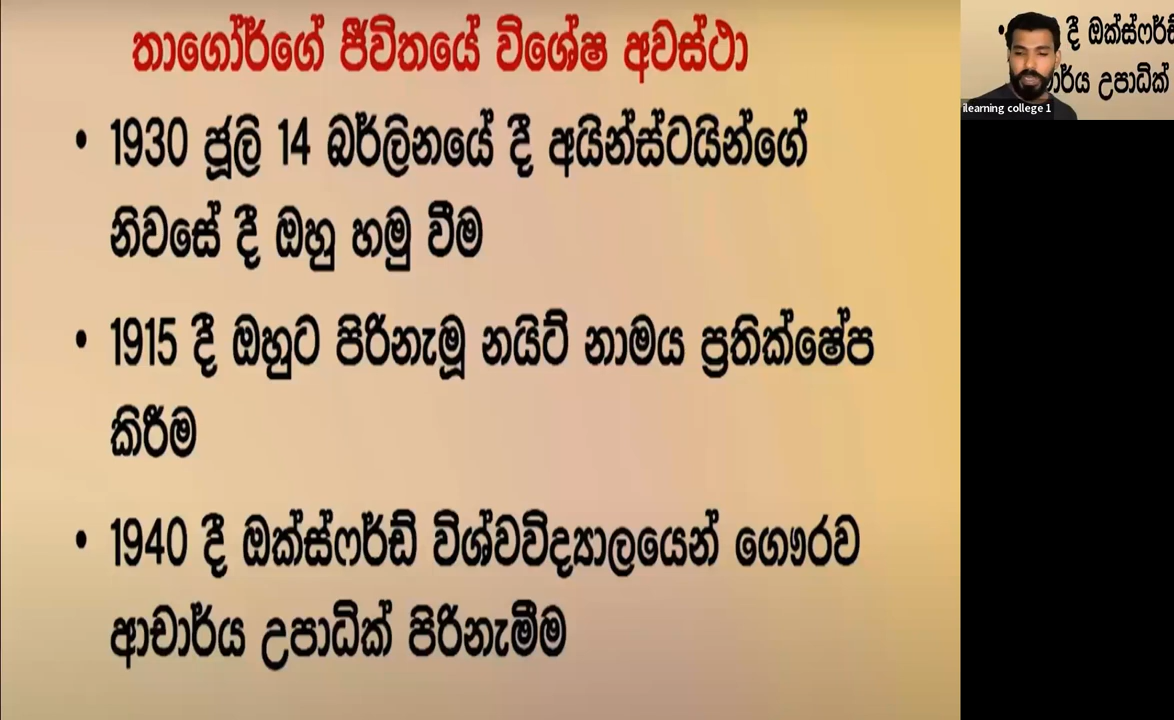 තාගෝර්ගේ ජීවිතයේ විශේෂ අවස්ථා
• 1930 ජූලි 14 බර්ලිනයේ දී අයින්ස්ටයින්ගේ
නිවසේ දී ඔහු හමු වීම
• 1915 දී ඔහුට පිරිනැමූ නයිට් නාමය ප්‍රතික්ෂේප
කිරීම
• 1940 දී ඔක්ස්ෆර්ඩ් විශ්වවිද්‍යාලයෙන් ගෞරව
ආචාර්ය උපාධික් පිරිනැමීම
දී ඔක්ස්ෆර්ඩ්
උපාධික්
ilearning college 1